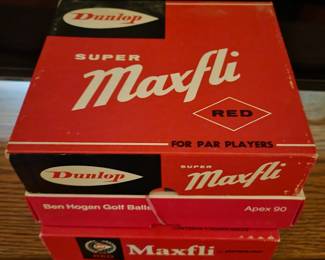 Dunlop
SUPER
Maxfli
RED
FOR PAR PLAYERS
Dunlop
SUPER
Maxfli
Ben Hogan Golf Balls
Apex 90
Maxfli